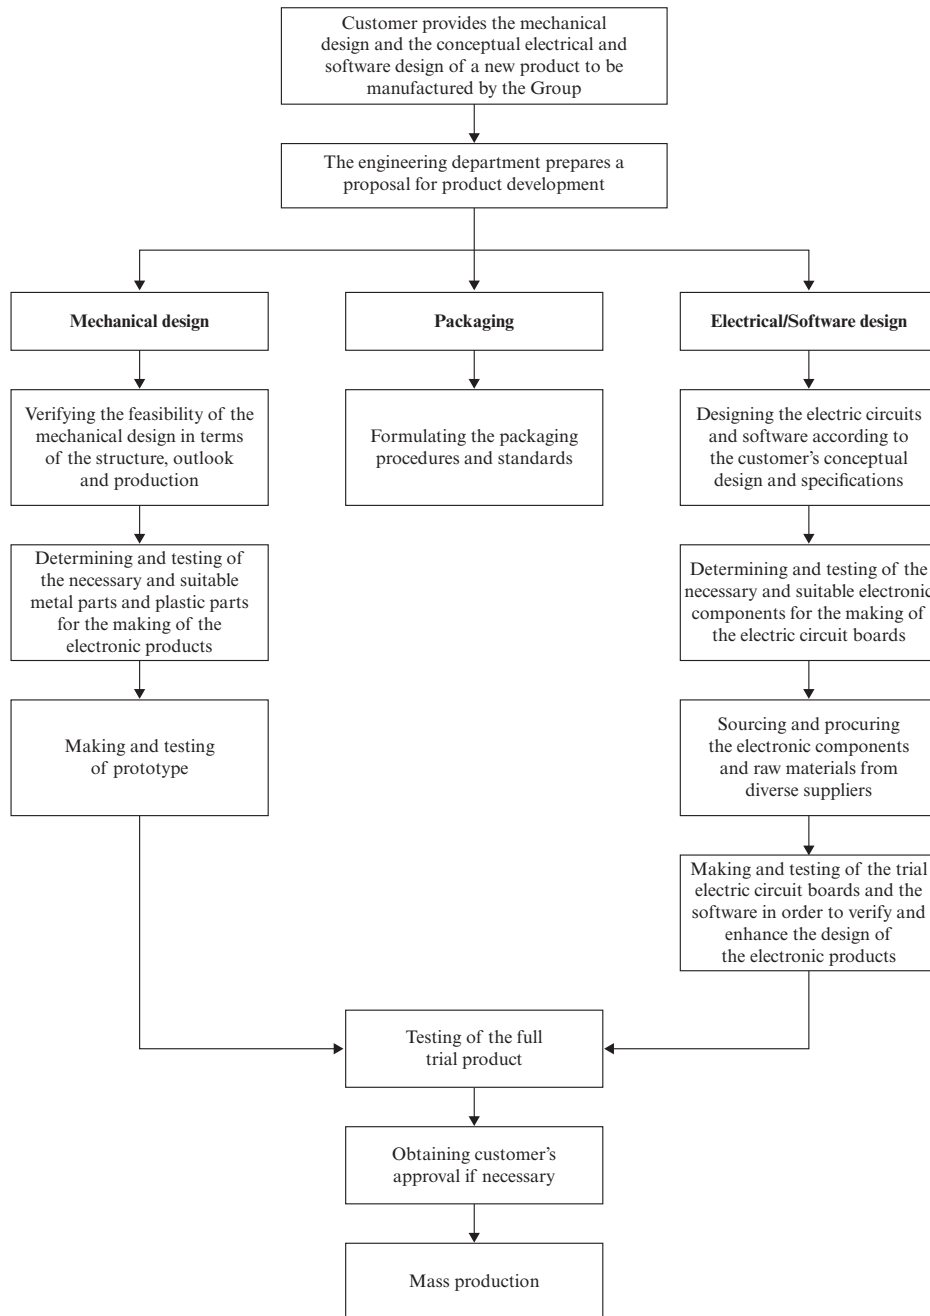 Customer provides the mechanical
design and the conceptual electrical and
software design of a new product to be
manufactured by the Group
The engineering department prepares a
proposal for product development
Mechanical design
Packaging
Electrical/Software design
Verifying the feasibility of the
mechanical design in terms
of the structure, outlook
and production
Formulating the packaging
procedures and standards
Designing the electric circuits
and software according to
the customer’s conceptual
design and specifications
Determining and testing of
the necessary and suitable
metal parts and plastic parts
for the making of the
electronic products
Determining and testing of the
necessary and suitable electronic
components for the making of
the electric circuit boards
Making and testing
of prototype
Sourcing and procuring
the electronic components
and raw materials from
diverse suppliers
Making and testing of the trial
electric circuit boards and the
software in order to verify and
enhance the design of
the electronic products
Testing of the full
trial product
Obtaining customer’s
approval if necessary
Mass production